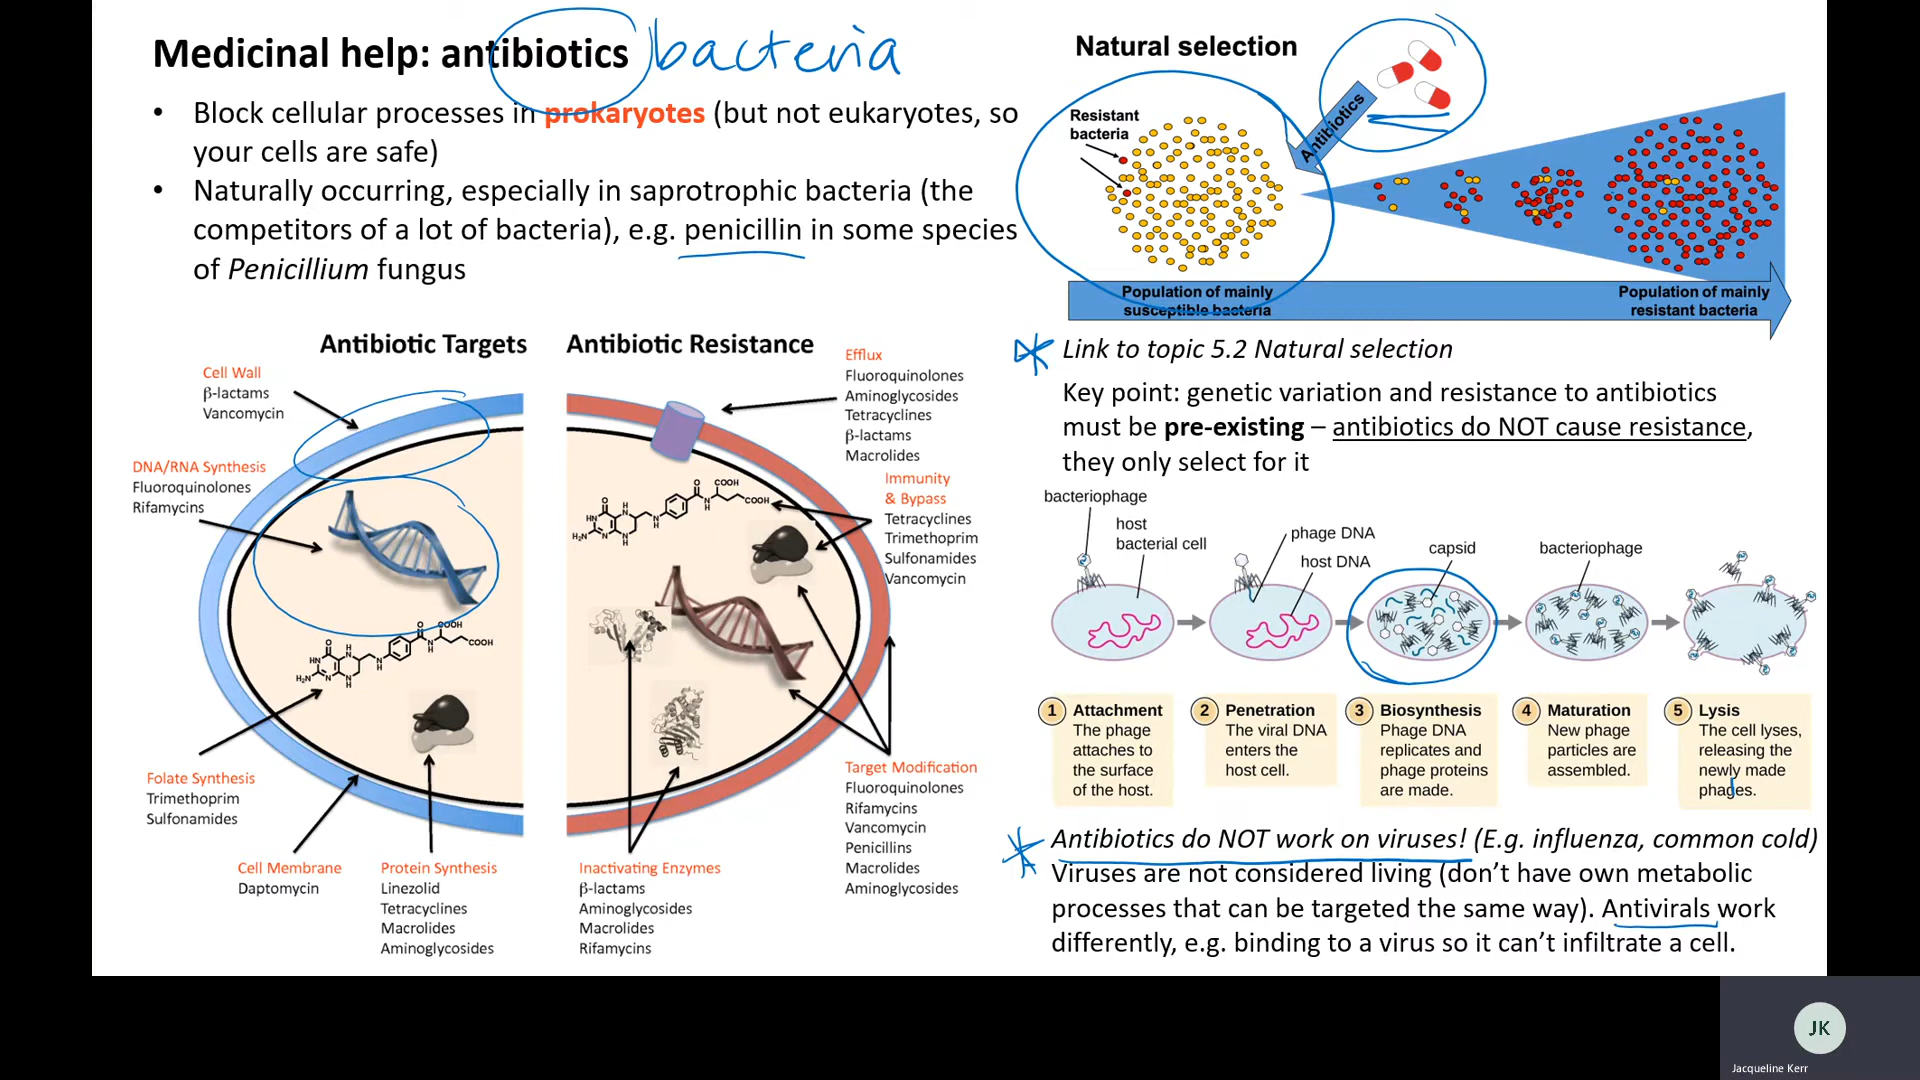 Medicinal help: antibiotics bacteria
• Block cellular processes in prokaryotes (but not eukaryotes, so
your cells are safe)
• Naturally occurring, especially in saprotrophic bacteria (the
competitors of a lot of bacteria), e.g. penicillin in some species
of Penicillium fungus
Antibiotic Targets
Cell Wall
β-lactams
Vancomycin
DNA/RNA Synthesis
Fluoroquinolones
Rifamycins
COOH
COOH
O
O
HN
H₂N
N
N
H
N
H
N
H
N
H
Folate Synthesis
Trimethoprim
Sulfonamides
Cell Membrane
Daptomycin
Protein Synthesis
Linezolid
Tetracyclines
Macrolides
Aminoglycosides
Antibiotic Resistance
Efflux
Fluoroquinolones
Aminoglycosides
Tetracyclines
β-lactams
Macrolides
Immunity
& Bypass
Tetracyclines
Trimethoprim
Sulfonamides
Vancomycin
COOH
COOH
O
O
HN
H₂N
N
N
H
N
H
N
H
N
H
Target Modification
Fluoroquinolones
Rifamycins
Vancomycin
Penicillins
Macrolides
Aminoglycosides
Inactivating Enzymes
β-lactams
Aminoglycosides
Macrolides
Rifamycins
Natural selection
Resistant
bacteria
Antibiotics
Population of mainly
susceptible bacteria
Population of mainly
resistant bacteria
Link to topic 5.2 Natural selection
Key point: genetic variation and resistance to antibiotics
must be pre-existing – antibiotics do NOT cause resistance,
they only select for it
bacteriophage
host
bacterial cell
phage DNA
host DNA
capsid
bacteriophage
1 Attachment
The phage
attaches to
the surface
of the host.
2 Penetration
The viral DNA
enters the
host cell.
3 Biosynthesis
Phage DNA
replicates and
phage proteins
are made.
4 Maturation
New phage
particles are
assembled.
5 Lysis
The cell lyses,
releasing the
newly made
phages.
Antibiotics do NOT work on viruses! (E.g. influenza, common cold)
Viruses are not considered living (don't have own metabolic
processes that can be targeted the same way). Antivirals work
differently, e.g. binding to a virus so it can't infiltrate a cell.
JK
Jacqueline Kerr